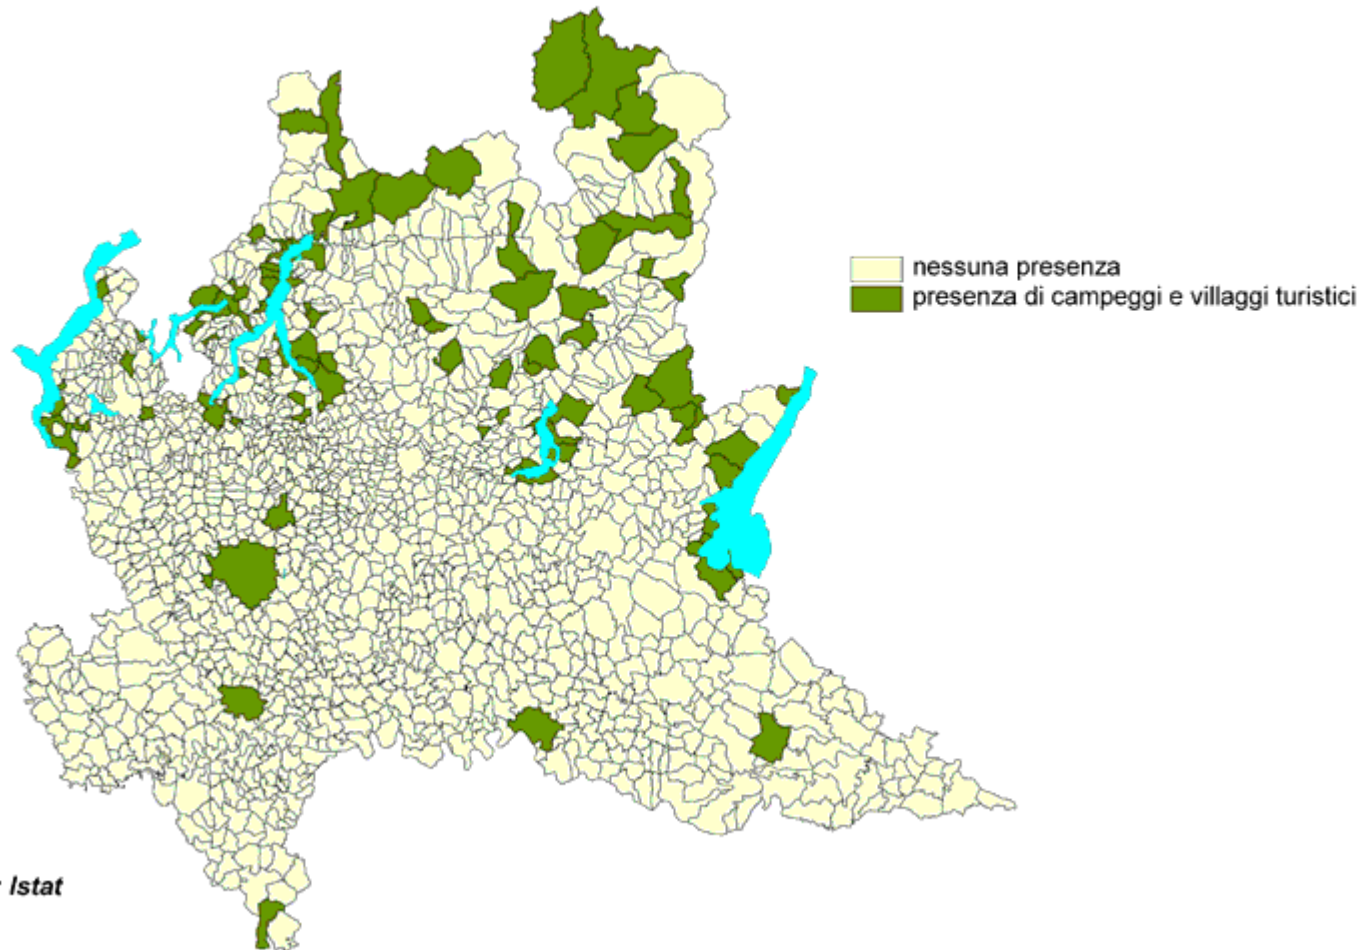 nessuna presenza
presenza di campeggi e villaggi turistici
: Istat